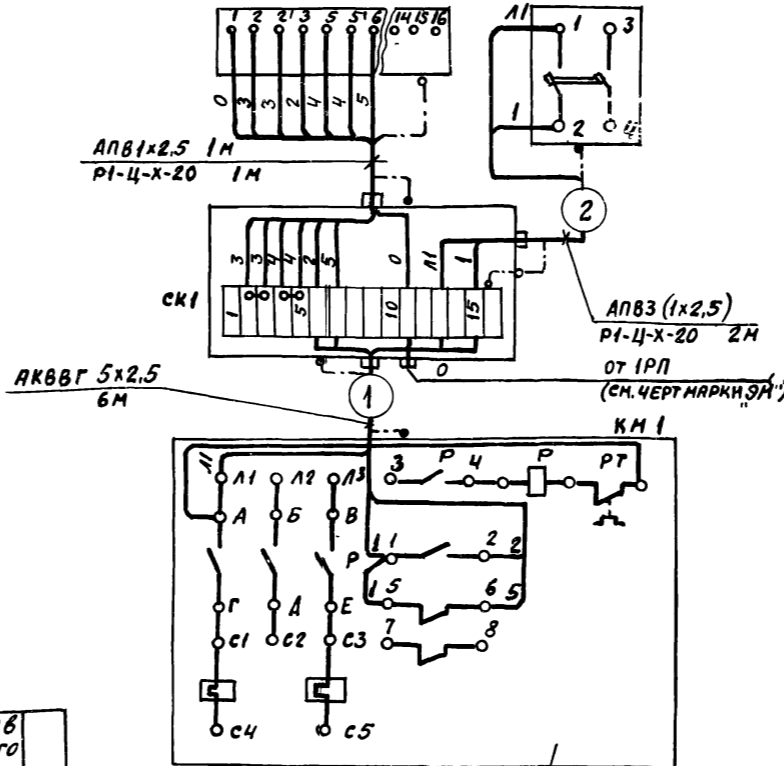 1 2 2' 3 5 5' 6 14 15 16
Л1 1 3
0 3 3 2 4 4 5
1 2 4
АПВ1х2,5 1м
Р1-Ц-Х-20 1м
2
3 3 4 4 2 5 0 Л1 1
СК1
1 5 10 15
АПВ3 (1х2,5)
Р1-Ц-Х-20 2м
0
от 1РП
(см. черт марки „ЭМ")
АКВВГ 5х2,5
6м
1
КМ1
Л1 Л1 Л2 Л3 3 Р 4 Р РТ
А Б В
Р 1 1 2 2
1 5 6 5
Г Д Е
С1 С2 С3 7 8
С4 С5
в
го